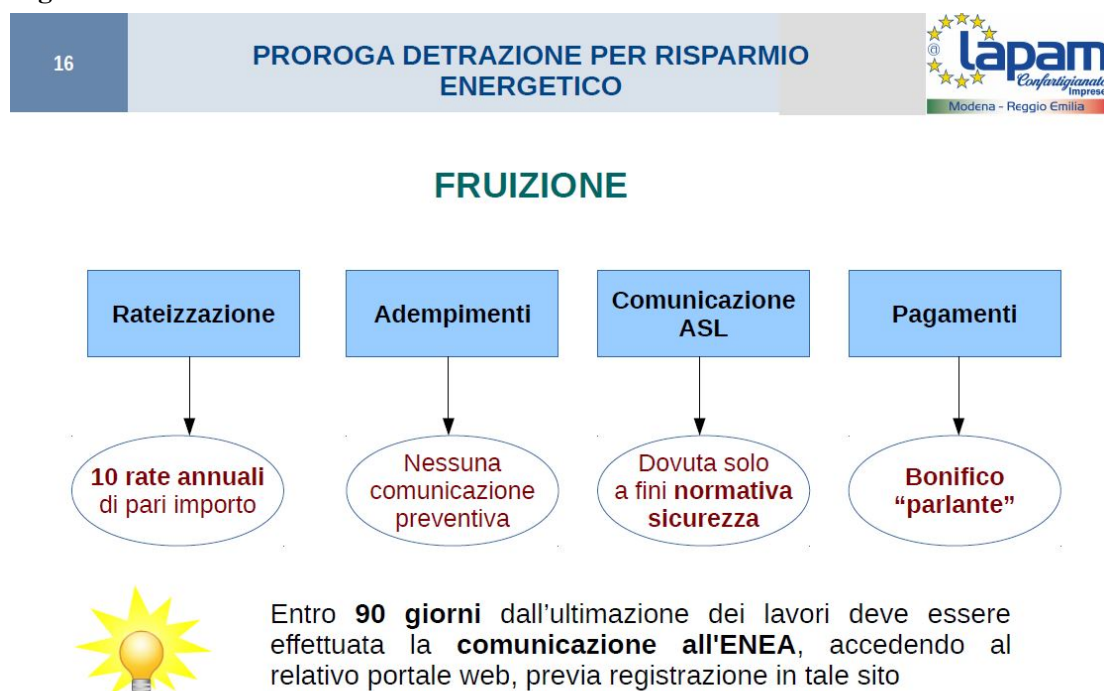 16
PROROGA DETRAZIONE PER RISPARMIO
ENERGETICO
@
Lapam
Confartigianato
Imprese
Modena - Reggio Emilia
FRUIZIONE
Rateizzazione
Adempimenti
Comunicazione
ASL
Pagamenti
10 rate annuali
di pari importo
Nessuna
comunicazione
preventiva
Dovuta solo
a fini normativa
sicurezza
Bonifico
“parlante”
Entro 90 giorni dall’ultimazione dei lavori deve essere
effettuata la comunicazione all'ENEA, accedendo al
relativo portale web, previa registrazione in tale sito